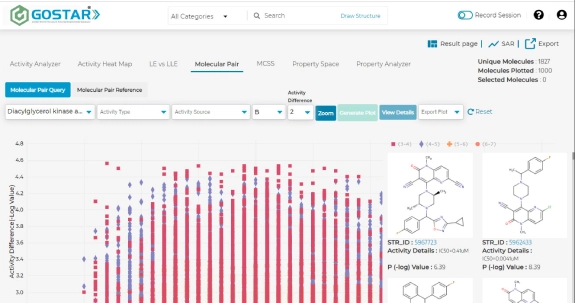 GOSTAR
All Categories
Search
Draw Structure
Record Session
Result page
SAR
Export
Activity Analyzer
Activity Heat Map
LE vs LLE
Molecular Pair
MCSS
Property Space
Property Analyzer
Unique Molecules : 1827
Molecules Plotted : 1000
Selected Molecules : 0
Molecular Pair Query
Molecular Pair Reference
Activity
Difference
Diacylglycerol kinase a...
Activity Type
Activity Source
B
2
Zoom
Generate Plot
View Details
Export Plot
Reset
(3-4)
(4-5)
(5-6)
(6-7)
4.8
4.4
4.2
4.0
3.8
3.6
3.4
3.2
3.0
Activity Difference(-Log Value)
STR_ID : 5967723
Activity Details : IC50=0.41uM
P (-log) Value : 6.39
STR_ID : 5962433
Activity Details :
IC50=0.0041uM
P (-log) Value : 8.39